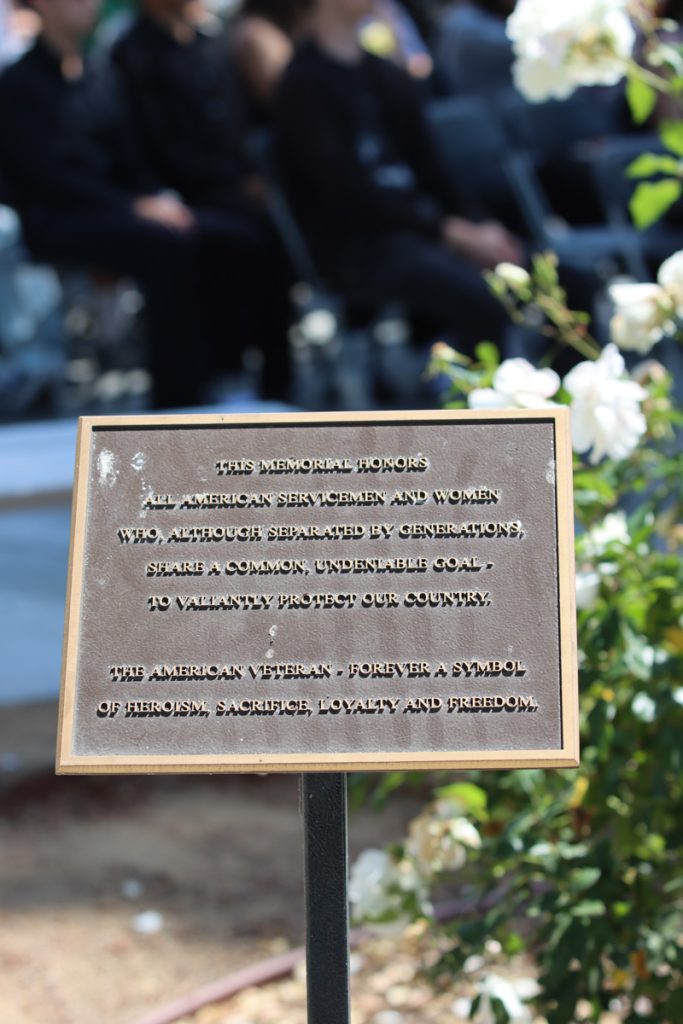 THIS MEMORIAL HONORS
ALL AMERICAN SERVICEMEN AND WOMEN
WHO, ALTHOUGH SEPARATED BY GENERATIONS,
SHARE A COMMON, UNDENIABLE GOAL -
TO VALIANTLY PROTECT OUR COUNTRY.
THE AMERICAN VETERAN - FOREVER A SYMBOL
OF HEROISM, SACRIFICE, LOYALTY AND FREEDOM.